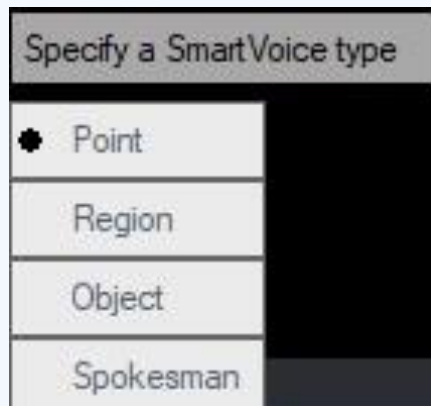 Specify a SmartVoice type
Point
Region
Object
Spokesman